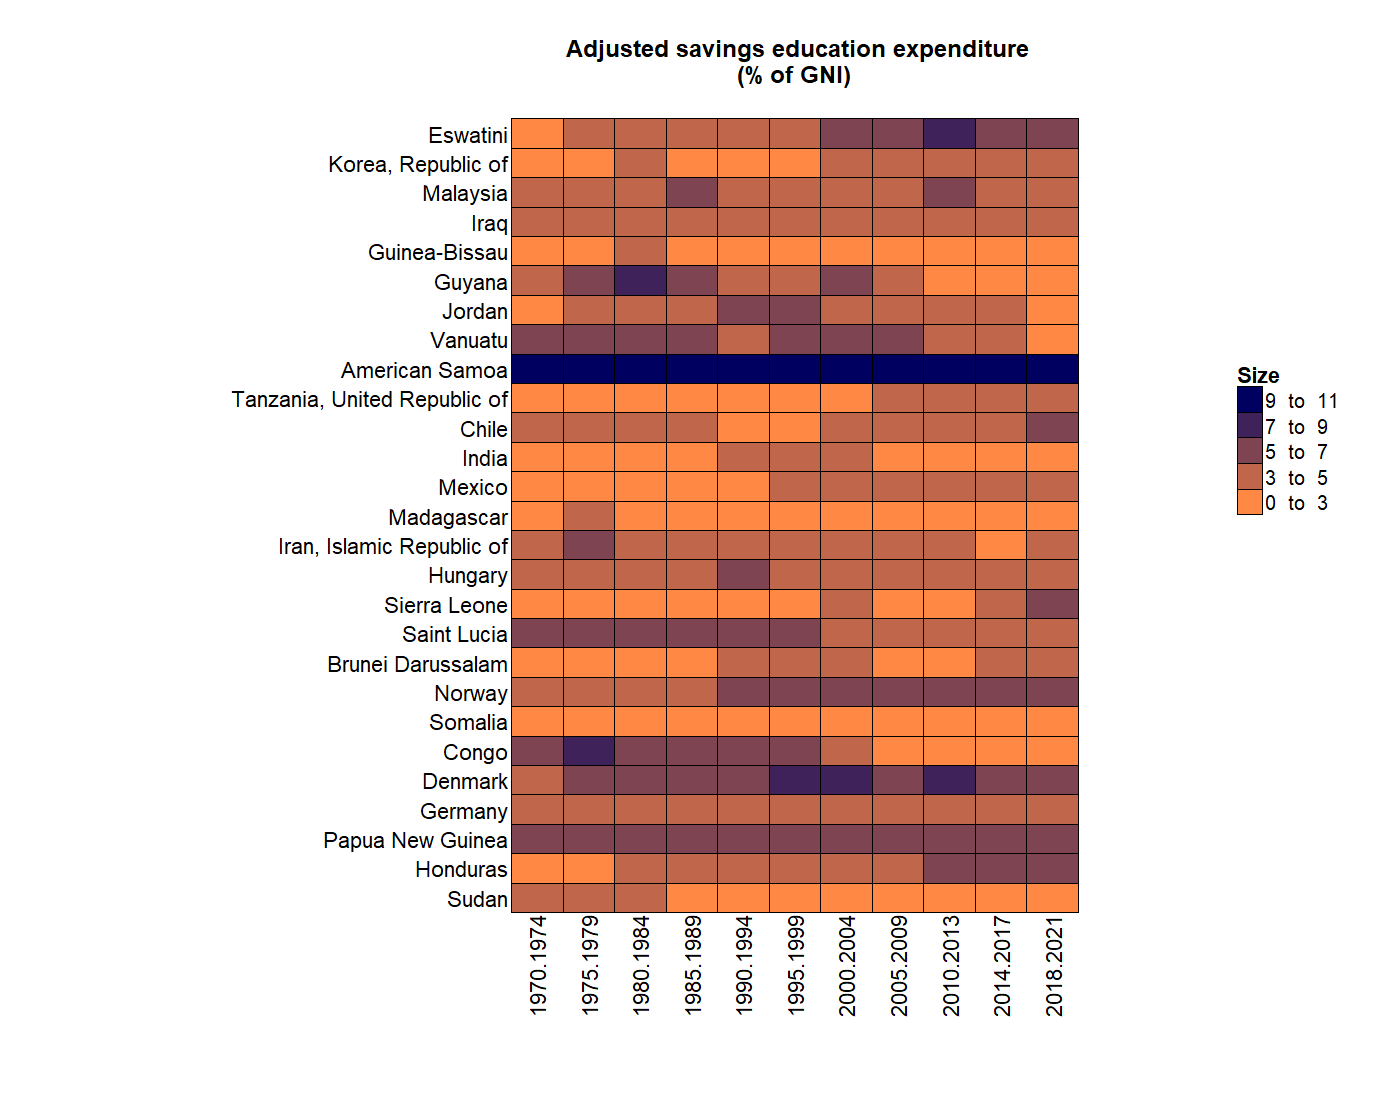 Adjusted savings education expenditure
(% of GNI)
Eswatini
Korea, Republic of
Malaysia
Iraq
Guinea-Bissau
Guyana
Jordan
Vanuatu
American Samoa
Tanzania, United Republic of
Chile
India
Mexico
Madagascar
Iran, Islamic Republic of
Hungary
Sierra Leone
Saint Lucia
Brunei Darussalam
Norway
Somalia
Congo
Denmark
Germany
Papua New Guinea
Honduras
Sudan
1970.1974
1975.1979
1980.1984
1985.1989
1990.1994
1995.1999
2000.2004
2005.2009
2010.2013
2014.2017
2018.2021
Size
9 to 11
7 to 9
5 to 7
3 to 5
0 to 3